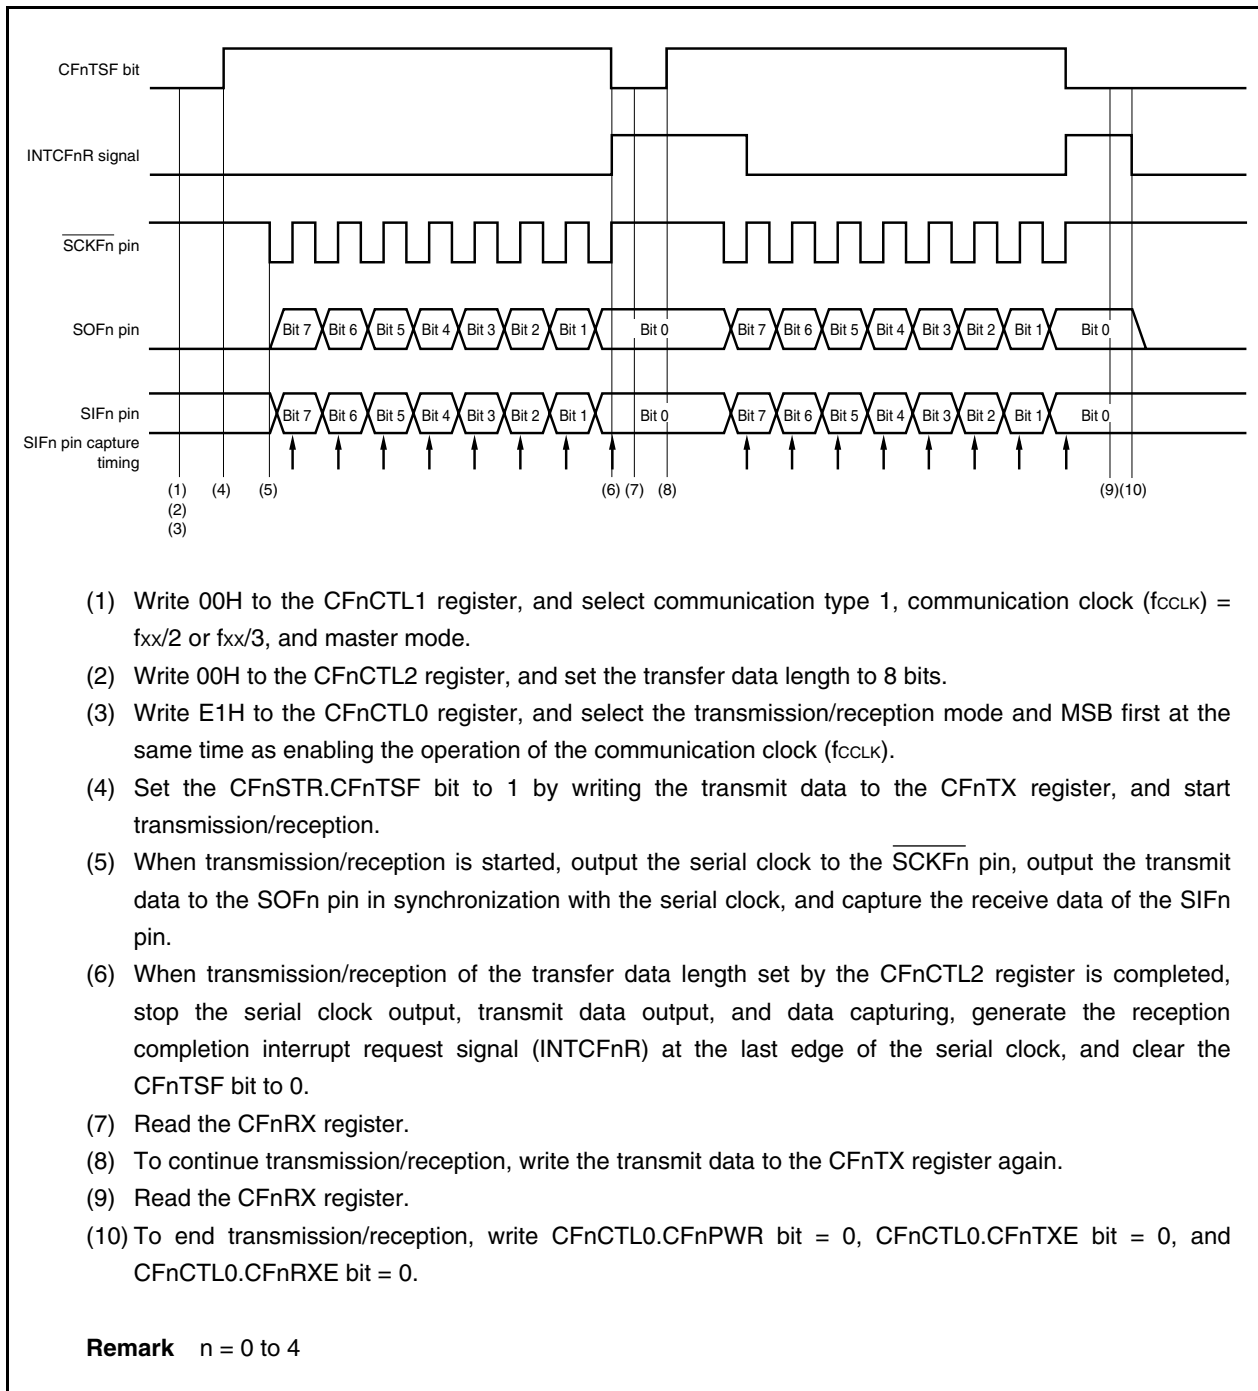 CFnTSF bit
INTCFnR signal
SCKFn pin
SOFn pin
Bit 7 Bit 6 Bit 5 Bit 4 Bit 3 Bit 2 Bit 1 Bit 0 Bit 7 Bit 6 Bit 5 Bit 4 Bit 3 Bit 2 Bit 1 Bit 0
SIFn pin
Bit 7 Bit 6 Bit 5 Bit 4 Bit 3 Bit 2 Bit 1 Bit 0 Bit 7 Bit 6 Bit 5 Bit 4 Bit 3 Bit 2 Bit 1 Bit 0
SIFn pin capture
timing
(1) (4) (5) (6) (7) (8) (9) (10)
(2)
(3)
(1) Write 00H to the CFnCTL1 register, and select communication type 1, communication clock (fCCLK) =
fxx/2 or fxx/3, and master mode.
(2) Write 00H to the CFnCTL2 register, and set the transfer data length to 8 bits.
(3) Write E1H to the CFnCTL0 register, and select the transmission/reception mode and MSB first at the
same time as enabling the operation of the communication clock (fCCLK).
(4) Set the CFnSTR.CFnTSF bit to 1 by writing the transmit data to the CFnTX register, and start
transmission/reception.
(5) When transmission/reception is started, output the serial clock to the SCKFn pin, output the transmit
data to the SOFn pin in synchronization with the serial clock, and capture the receive data of the SIFn
pin.
(6) When transmission/reception of the transfer data length set by the CFnCTL2 register is completed,
stop the serial clock output, transmit data output, and data capturing, generate the reception
completion interrupt request signal (INTCFnR) at the last edge of the serial clock, and clear the
CFnTSF bit to 0.
(7) Read the CFnRX register.
(8) To continue transmission/reception, write the transmit data to the CFnTX register again.
(9) Read the CFnRX register.
(10) To end transmission/reception, write CFnCTL0.CFnPWR bit = 0, CFnCTL0.CFnTXE bit = 0, and
CFnCTL0.CFnRXE bit = 0.
Remark n = 0 to 4